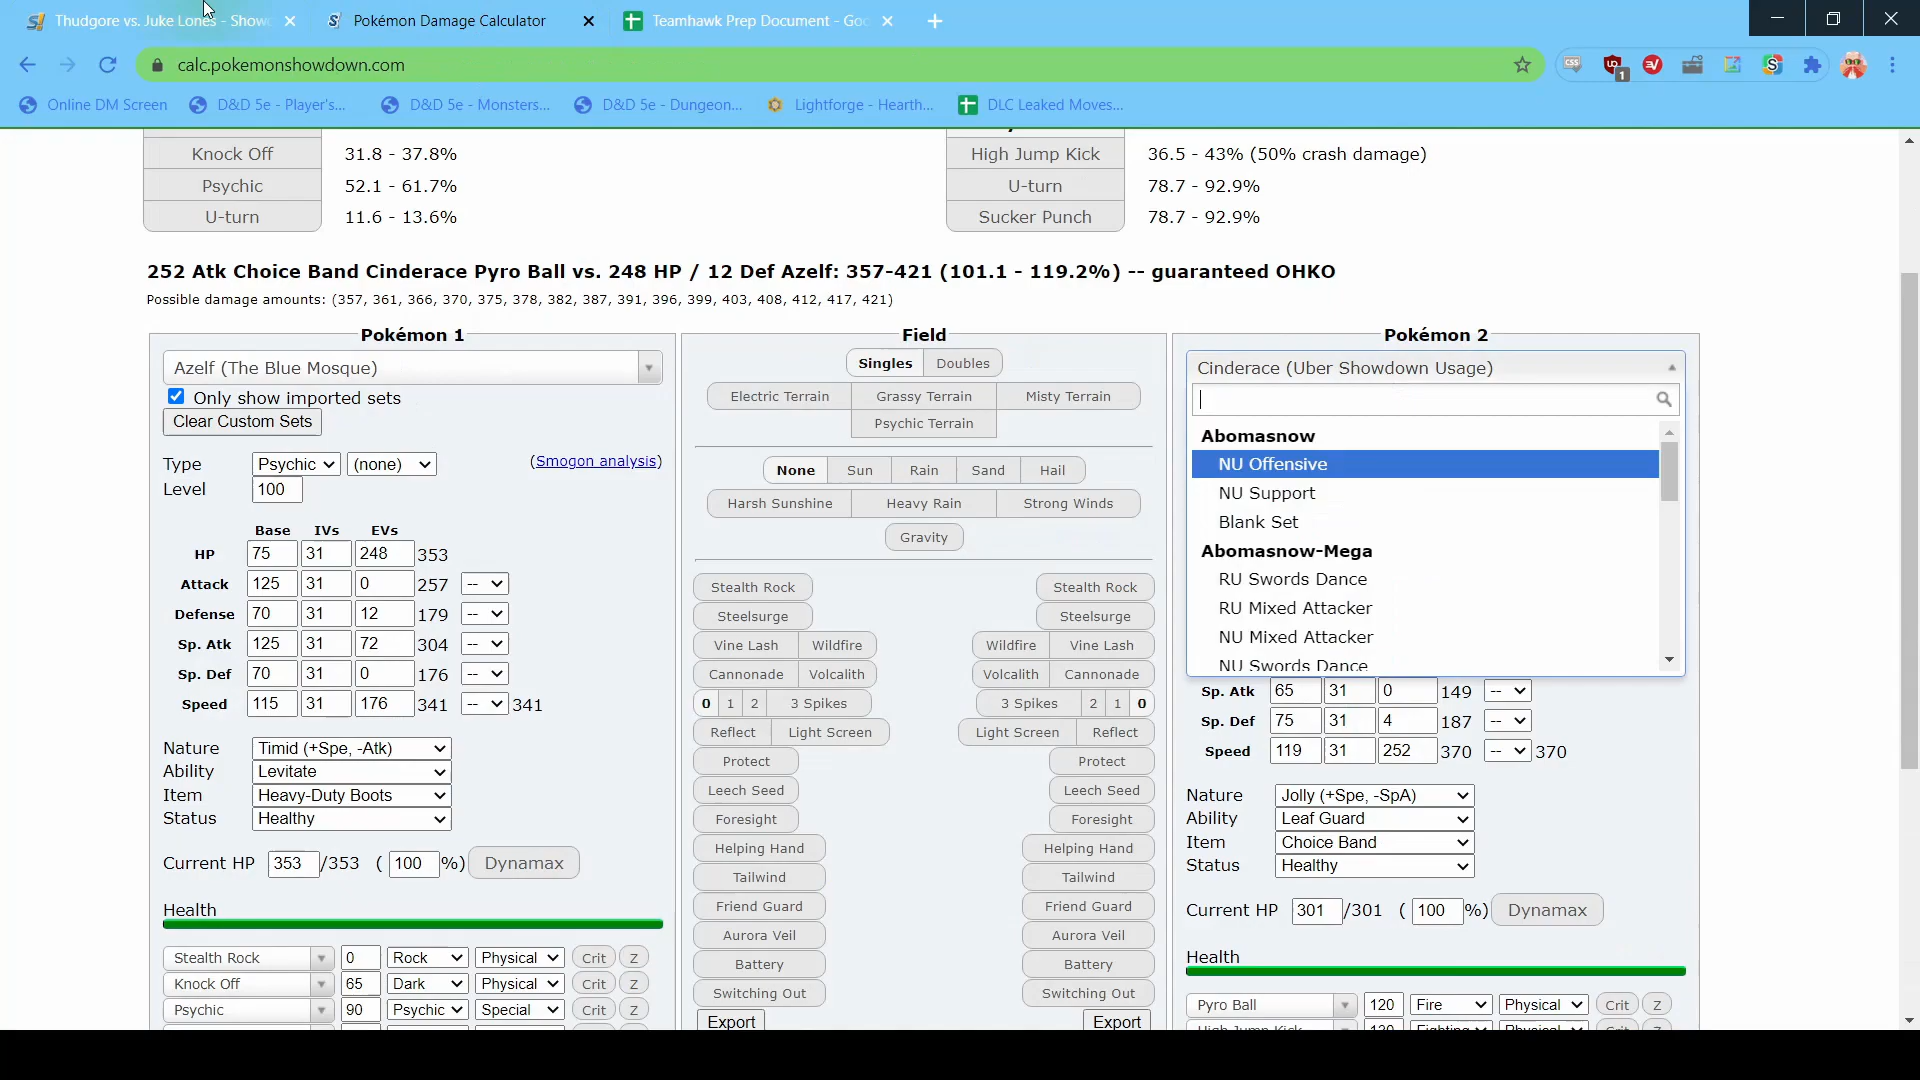 Thudgore vs. Juke Lones - Show
Pokémon Damage Calculator
Teamhawk Prep Document - Goo
calc.pokemonshowdown.com
Online DM Screen
D&D 5e - Player's...
D&D 5e - Monsters...
D&D 5e - Dungeon...
Lightforge - Hearth...
DLC Leaked Moves...
Knock Off 31.8 - 37.8%
Psychic 52.1 - 61.7%
U-turn 11.6 - 13.6%
High Jump Kick 36.5 - 43% (50% crash damage)
U-turn 78.7 - 92.9%
Sucker Punch 78.7 - 92.9%
252 Atk Choice Band Cinderace Pyro Ball vs. 248 HP / 12 Def Azelf: 357-421 (101.1 - 119.2%) -- guaranteed OHKO
Possible damage amounts: (357, 361, 366, 370, 375, 378, 382, 387, 391, 396, 399, 403, 408, 412, 417, 421)
Pokémon 1
Azelf (The Blue Mosque)
Only show imported sets
Clear Custom Sets
Type Psychic (none) (Smogon analysis)
Level 100
Base IVs EVs
HP 75 31 248 353
Attack 125 31 0 257 --
Defense 70 31 12 179 --
Sp. Atk 125 31 72 304 --
Sp. Def 70 31 0 176 --
Speed 115 31 176 341 -- 341
Nature Timid (+Spe, -Atk)
Ability Levitate
Item Heavy-Duty Boots
Status Healthy
Current HP 353 /353 ( 100 %) Dynamax
Health
Stealth Rock 0 Rock Physical Crit Z
Knock Off 65 Dark Physical Crit Z
Psychic 90 Psychic Special Crit Z
Field
Singles Doubles
Electric Terrain Grassy Terrain Misty Terrain
Psychic Terrain
None Sun Rain Sand Hail
Harsh Sunshine Heavy Rain Strong Winds
Gravity
Stealth Rock Stealth Rock
Steelsurge Steelsurge
Vine Lash Wildfire Wildfire Vine Lash
Cannonade Volcalith Volcalith Cannonade
0 1 2 3 Spikes 3 Spikes 2 1 0
Reflect Light Screen Light Screen Reflect
Protect Protect
Leech Seed Leech Seed
Foresight Foresight
Helping Hand Helping Hand
Tailwind Tailwind
Friend Guard Friend Guard
Aurora Veil Aurora Veil
Battery Battery
Switching Out Switching Out
Export Export
Pokémon 2
Cinderace (Uber Showdown Usage)
Abomasnow
NU Offensive
NU Support
Blank Set
Abomasnow-Mega
RU Swords Dance
RU Mixed Attacker
NU Mixed Attacker
NU Swords Dance
Sp. Atk 65 31 0 149 --
Sp. Def 75 31 4 187 --
Speed 119 31 252 370 -- 370
Nature Jolly (+Spe, -SpA)
Ability Leaf Guard
Item Choice Band
Status Healthy
Current HP 301 /301 ( 100 %) Dynamax
Health
Pyro Ball 120 Fire Physical Crit Z
High Jump Kick 130 Fighting Physical